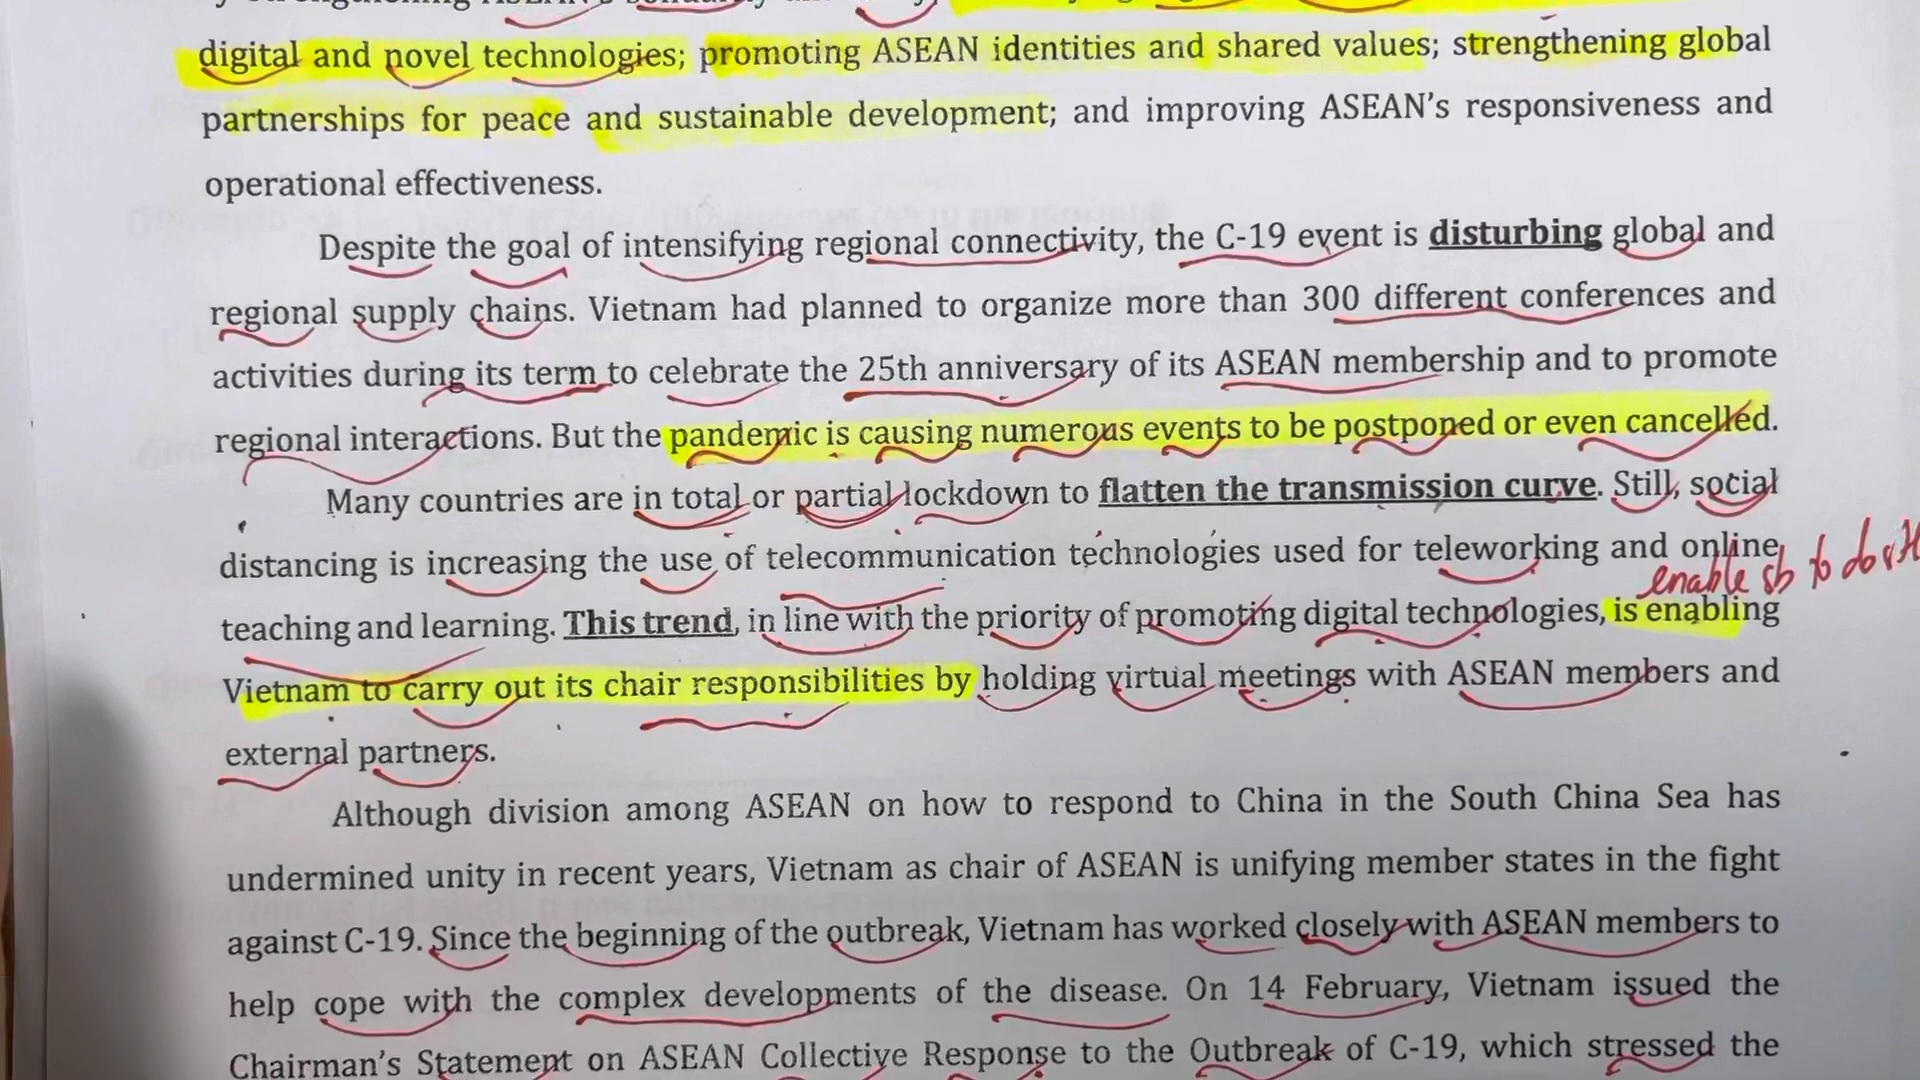 digital and novel technologies; promoting ASEAN identities and shared values; strengthening global
partnerships for peace and sustainable development; and improving ASEAN's responsiveness and
operational effectiveness.
Despite the goal of intensifying regional connectivity, the C-19 event is disturbing global and
regional supply chains. Vietnam had planned to organize more than 300 different conferences and
activities during its term to celebrate the 25th anniversary of its ASEAN membership and to promote
regional interactions. But the pandemic is causing numerous events to be postponed or even cancelled.
Many countries are in total or partial lockdown to flatten the transmission curve. Still, social
distancing is increasing the use of telecommunication technologies used for teleworking and online
enable sb to do sth
teaching and learning. This trend, in line with the priority of promoting digital technologies, is enabling
Vietnam to carry out its chair responsibilities by holding virtual meetings with ASEAN members and
external partners.
Although division among ASEAN on how to respond to China in the South China Sea has
undermined unity in recent years, Vietnam as chair of ASEAN is unifying member states in the fight
against C-19. Since the beginning of the outbreak, Vietnam has worked closely with ASEAN members to
help cope with the complex developments of the disease. On 14 February, Vietnam issued the
Chairman's Statement on ASEAN Collective Response to the Outbreak of C-19, which stressed the